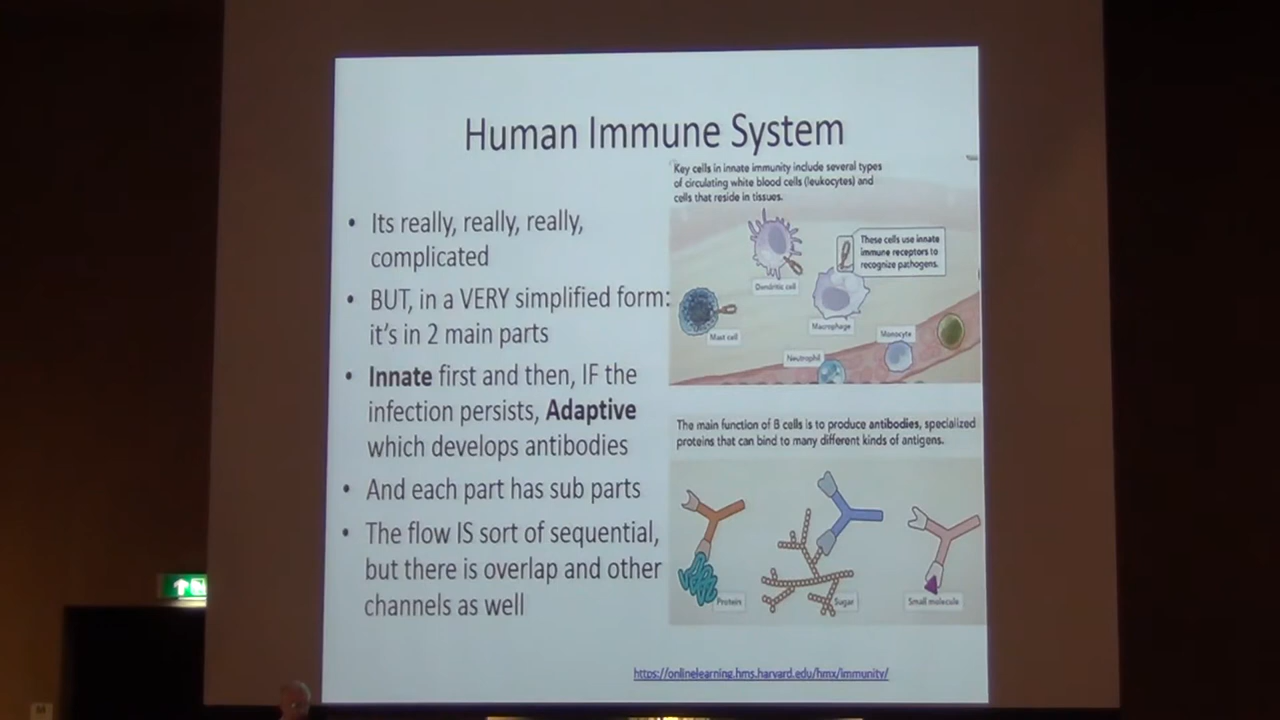 Human Immune System
Key cells in innate immunity include several types
of circulating white blood cells (leukocytes) and
cells that reside in tissues.
• Its really, really, really,
complicated
• BUT, in a VERY simplified form:
it's in 2 main parts
• Innate first and then, IF the
infection persists, Adaptive
which develops antibodies
• And each part has sub parts
• The flow IS sort of sequential,
but there is overlap and other
channels as well
These cells use innate
immune receptors to
recognize pathogens.
Dendritic cell
Macrophage
Mast cell
Monocyte
Neutrophil
The main function of B cells is to produce antibodies, specialized
proteins that can bind to many different kinds of antigens.
Protein
Sugar
Small molecule
https://onlinelearning.hms.harvard.edu/hmx/immunity/